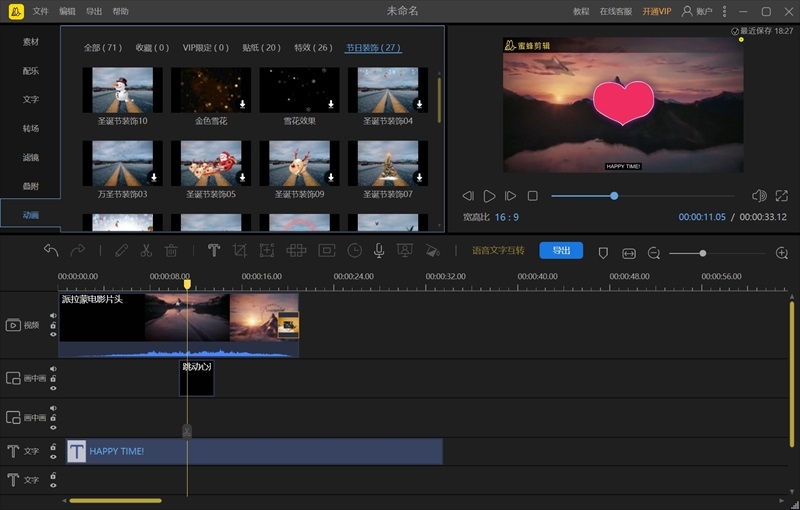 文件 编辑 导出 帮助 未命名 教程 在线客服 开通VIP 账户
最近保存 18:27
素材
配乐
文字
转场
滤镜
叠附
动画
全部 ( 71 ) 收藏 ( 0 ) VIP限定 ( 0 ) 贴纸 ( 20 ) 特效 ( 26 ) 节日装饰 ( 27 )
圣诞节装饰10 金色雪花 雪花效果 圣诞节装饰04
万圣节装饰03 圣诞节装饰05 圣诞节装饰09 圣诞节装饰07
蜜蜂剪辑
HAPPY TIME!
宽高比 16 : 9 00:00:11.05 / 00:00:33.12
语音文字互转 导出
00:00:00.00 00:00:08.00 00:00:16.00 00:00:24.00 00:00:32.00 00:00:40.00 00:00:48.00 00:00:56.00
视频 派拉蒙电影片头
画中画 跳动心
画中画
文字 T HAPPY TIME!
文字